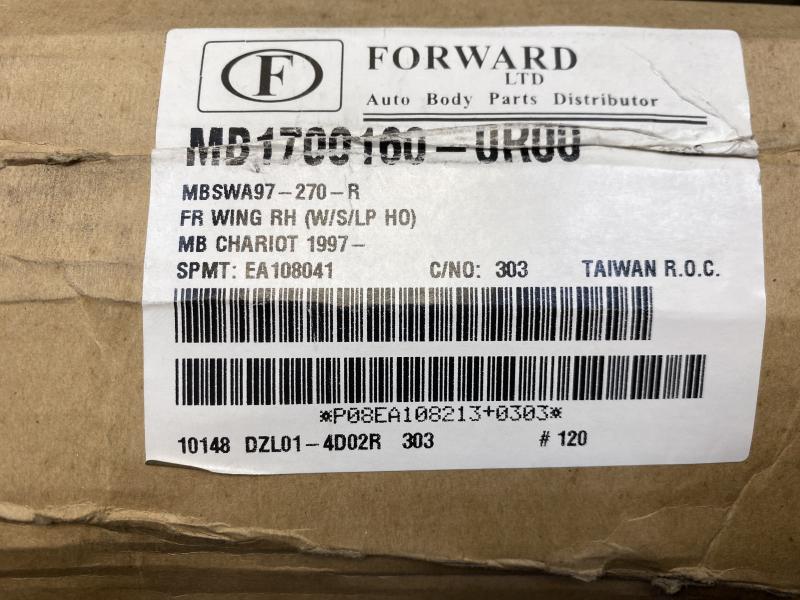 F
FORWARD
LTD
Auto Body Parts Distributor
MB1700160-0R00
MBSWA97-270-R
FR WING RH (W/S/LP HO)
MB CHARIOT 1997-
SPMT: EA108041 C/NO: 303 TAIWAN R.O.C.
*P08EA108213+0303*
10148 DZL01-4D02R 303 # 120